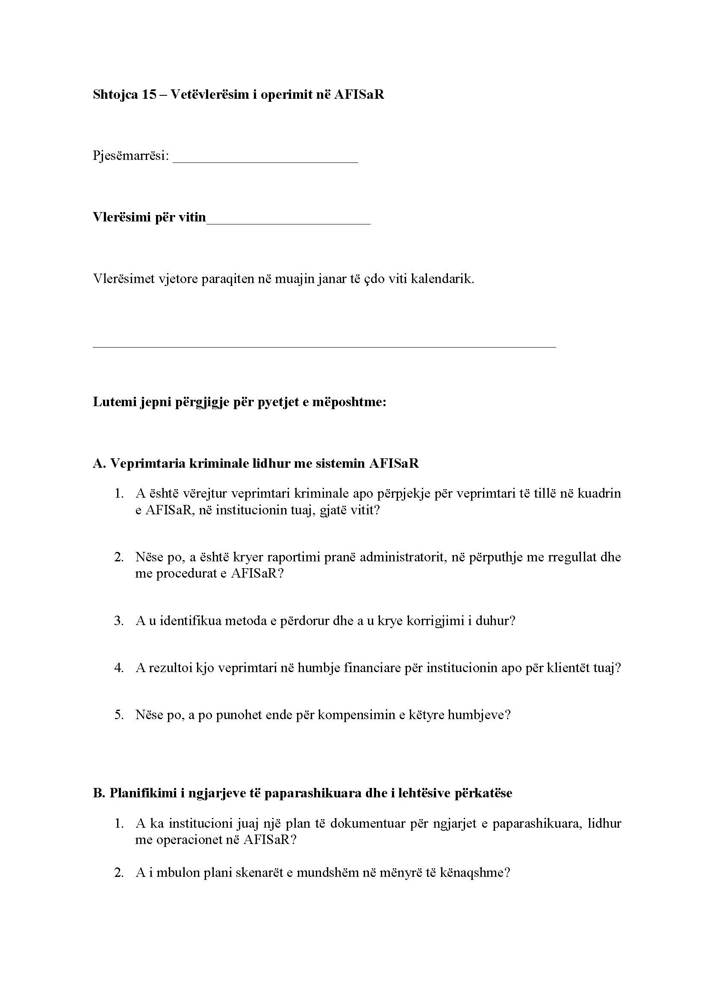 Shtojca 15 – Vetëvlerësim i operimit në AFISaR
Pjesëmarrësi: __________________________
Vlerësimi për vitin_______________________
Vlerësimet vjetore paraqiten në muajin janar të çdo viti kalendarik.
_________________________________________________________________
Lutemi jepni përgjigje për pyetjet e mëposhtme:
A. Veprimtaria kriminale lidhur me sistemin AFISaR
1. A është vërejtur veprimtari kriminale apo përpjekje për veprimtari të tillë në kuadrin
e AFISaR, në institucionin tuaj, gjatë vitit?
2. Nëse po, a është kryer raportimi pranë administratorit, në përputhje me rregullat dhe
me procedurat e AFISaR?
3. A u identifikua metoda e përdorur dhe a u krye korrigjimi i duhur?
4. A rezultoi kjo veprimtari në humbje financiare për institucionin apo për klientët tuaj?
5. Nëse po, a po punohet ende për kompensimin e këtyre humbjeve?
B. Planifikimi i ngjarjeve të paparashikuara dhe i lehtësive përkatëse
1. A ka institucioni juaj një plan të dokumentuar për ngjarjet e paparashikuara, lidhur
me operacionet në AFISaR?
2. A i mbulon plani skenarët e mundshëm në mënyrë të kënaqshme?